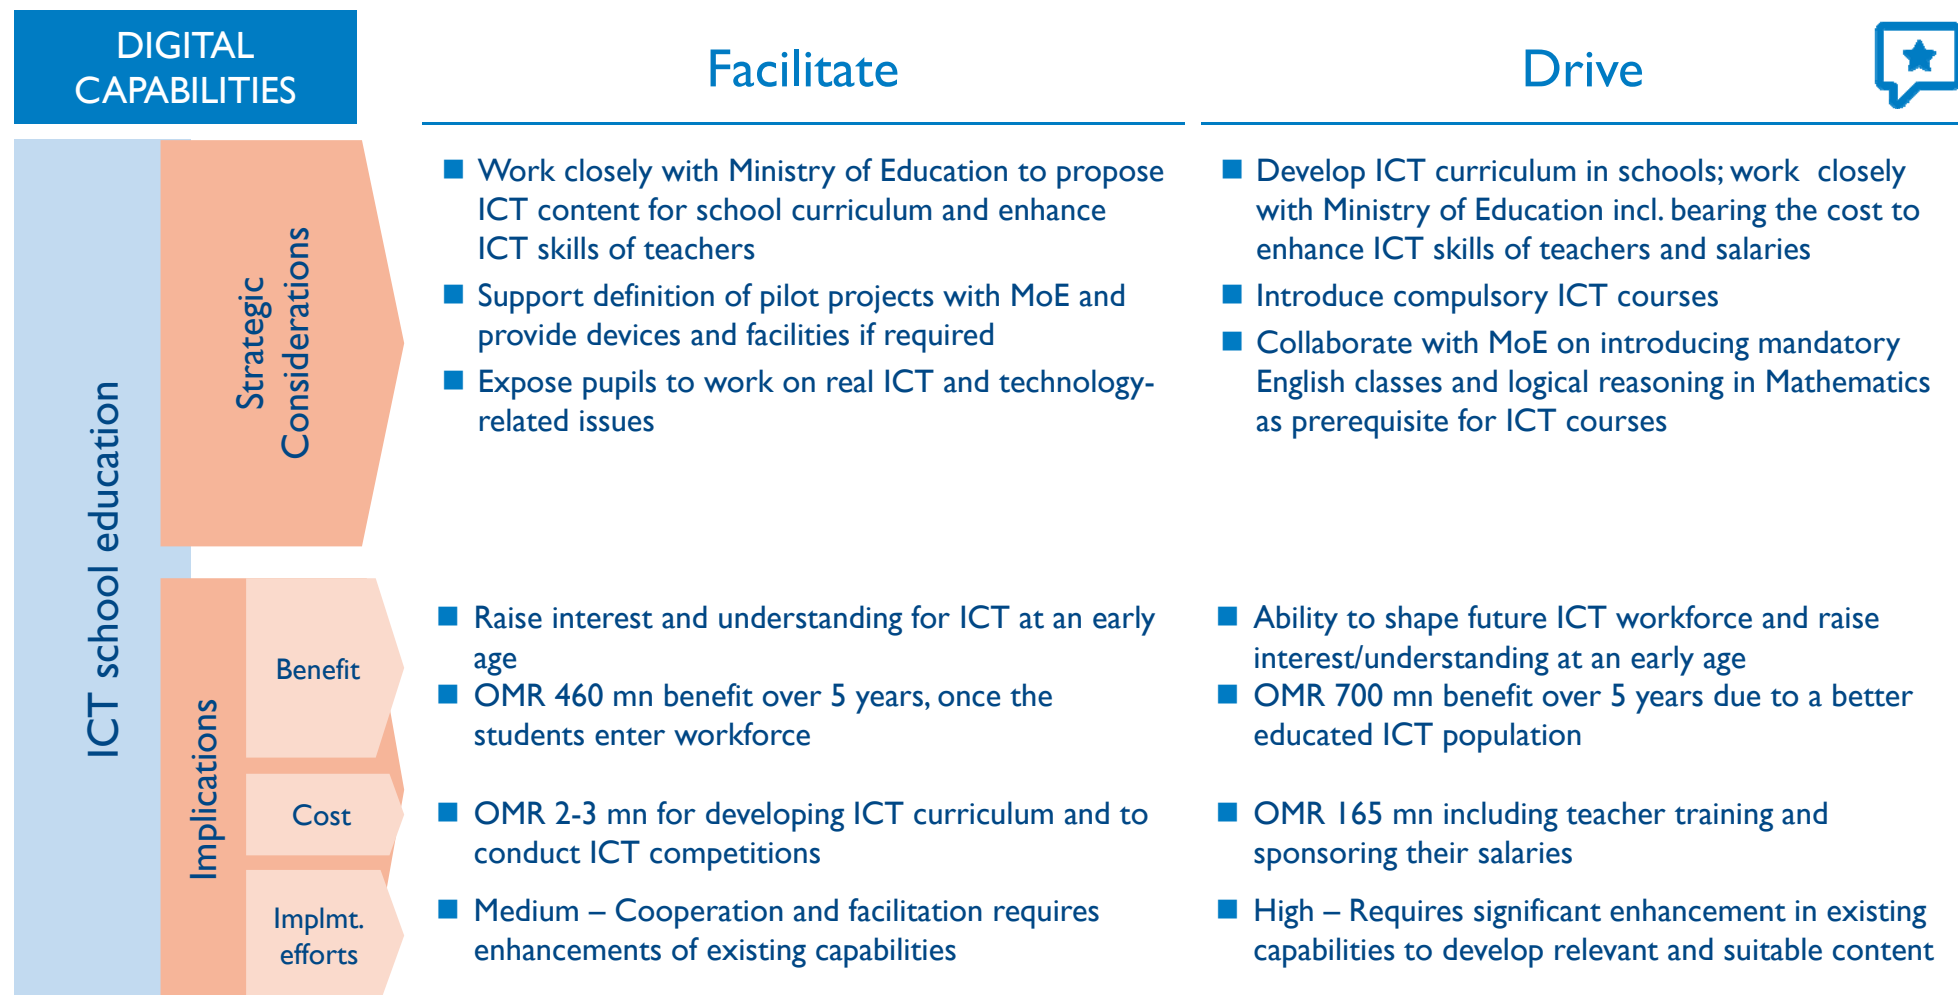 DIGITAL
CAPABILITIES
Facilitate
Drive
ICT school education
Strategic
Considerations
■ Work closely with Ministry of Education to propose
ICT content for school curriculum and enhance
ICT skills of teachers
■ Support definition of pilot projects with MoE and
provide devices and facilities if required
■ Expose pupils to work on real ICT and technology-
related issues
■ Develop ICT curriculum in schools; work closely
with Ministry of Education incl. bearing the cost to
enhance ICT skills of teachers and salaries
■ Introduce compulsory ICT courses
■ Collaborate with MoE on introducing mandatory
English classes and logical reasoning in Mathematics
as prerequisite for ICT courses
Implications
Benefit
■ Raise interest and understanding for ICT at an early
age
■ OMR 460 mn benefit over 5 years, once the
students enter workforce
■ Ability to shape future ICT workforce and raise
interest/understanding at an early age
■ OMR 700 mn benefit over 5 years due to a better
educated ICT population
Cost
■ OMR 2-3 mn for developing ICT curriculum and to
conduct ICT competitions
■ OMR 165 mn including teacher training and
sponsoring their salaries
Implmt.
efforts
■ Medium – Cooperation and facilitation requires
enhancements of existing capabilities
■ High – Requires significant enhancement in existing
capabilities to develop relevant and suitable content